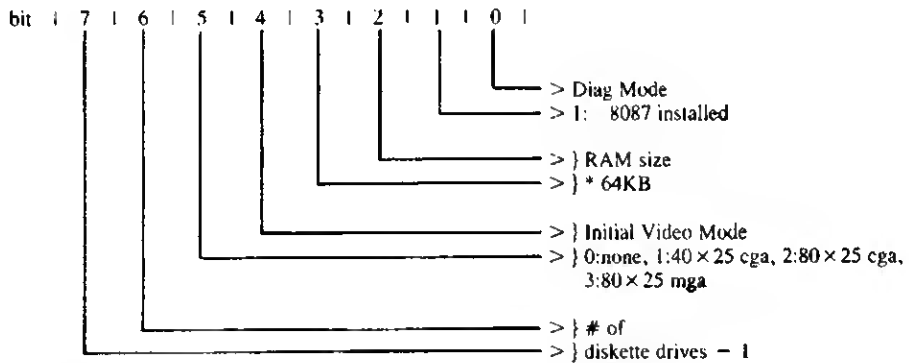 bit | 7 | 6 | 5 | 4 | 3 | 2 | 1 | 0 |
> Diag Mode
> 1: 8087 installed
> } RAM size
> } * 64KB
> } Initial Video Mode
> } 0:none, 1:40 × 25 cga, 2:80 × 25 cga,
3:80 × 25 mga
> } # of
> } diskette drives − 1